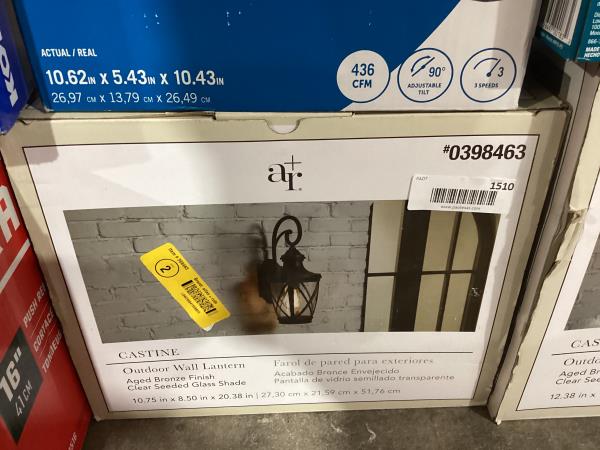 ACTUAL / REAL
10.62IN X 5.43IN X 10.43IN
26,97 CM X 13,79 CM X 26,49 CM
436 CFM
90°
ADJUSTABLE TILT
3
3 SPEEDS
a+r
#0398463
1510
2
CASTINE
Outdoor Wall Lantern
Aged Bronze Finish
Clear Seeded Glass Shade
10.75 in x 8.50 in x 20.38 in | 27,30 cm x 21,59 cm x 51,76 cm
Farol de pared para exteriores
Acabado Bronce Envejecido
Pantalla de vidrio semillado transparente
16"
41 CM
CAS
Outdo
Aged Br
Clear Se
12.38 in x